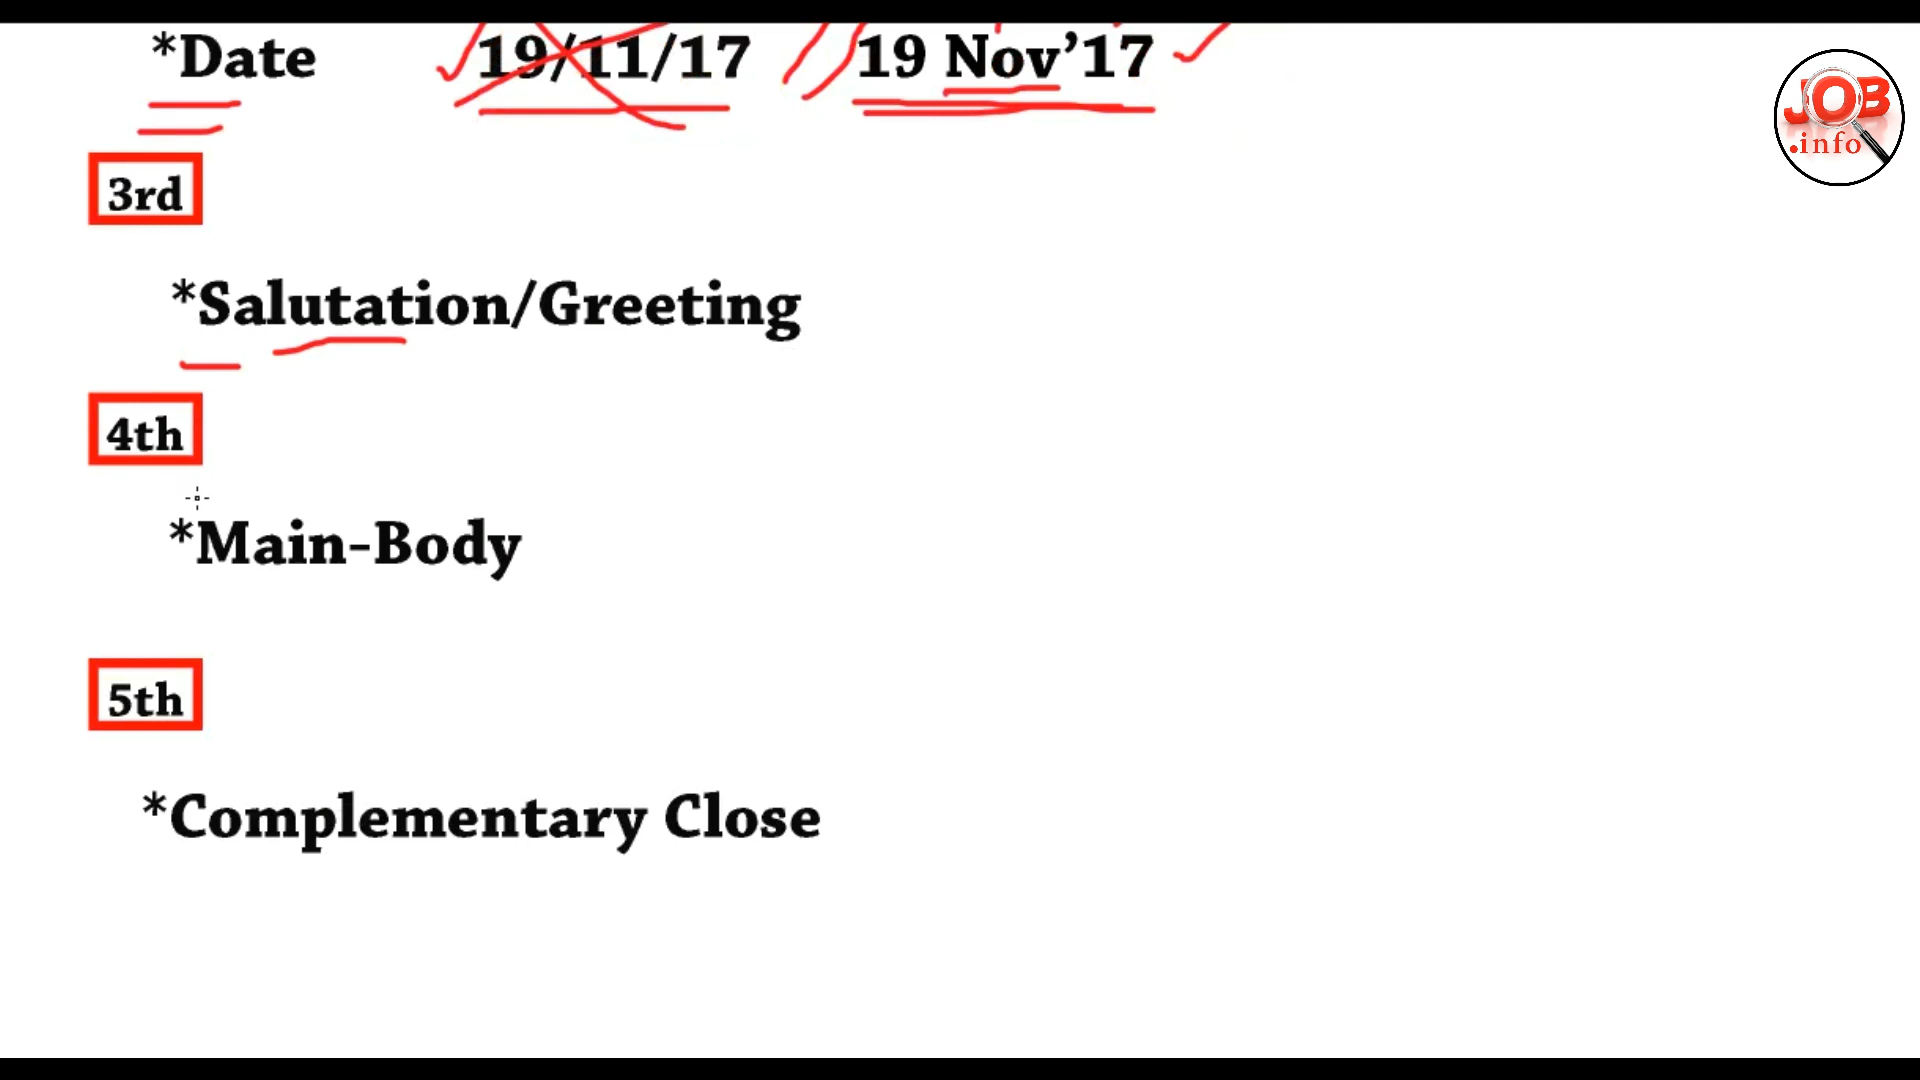 *Date 19/11/17 19 Nov’17
JOB
.info
3rd
*Salutation/Greeting
4th
*Main-Body
5th
*Complementary Close